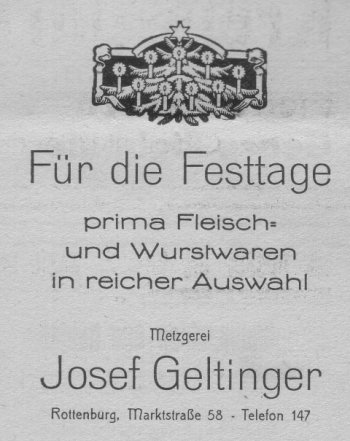 Für die Festtage
prima Fleisch=
und Wurstwaren
in reicher Auswahl
Metzgerei
Josef Geltinger
Rottenburg, Marktstraße 58 - Telefon 147